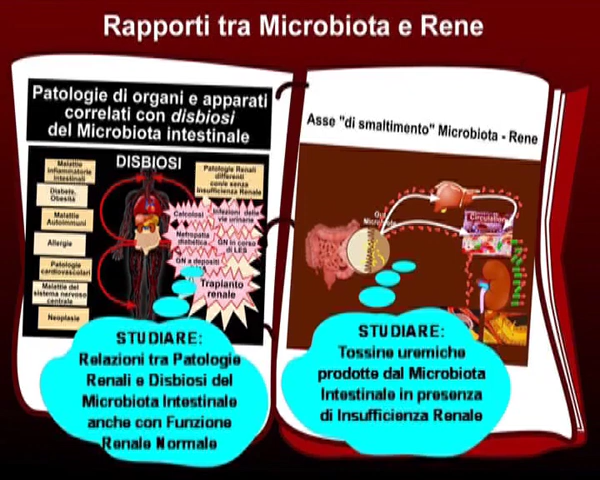 Rapporti tra Microbiota e Rene
Patologie di organi e apparati
correlati con disbiosi
del Microbiota intestinale
DISBIOSI
Malattie
infiammatorie
intestinali
Diabete,
Obesità
Malattie
Autoimmuni
Allergie
Patologie
cardiovascolari
Malattie del
sistema nervoso
centrale
Neoplasie
Patologie Renali
differenti
con/e senza
Insufficienza Renale
Calcolosi
Infezioni delle
vie urinarie
Nefropatia
diabetica
GN in corso
di LES
GN a depositi
Trapianto
renale
STUDIARE:
Relazioni tra Patologie
Renali e Disbiosi del
Microbiota Intestinale
anche con Funzione
Renale Normale
Asse "di smaltimento" Microbiota - Rene
Gut
Circulation
STUDIARE:
Tossine uremiche
prodotte dal Microbiota
Intestinale in presenza
di Insufficienza Renale